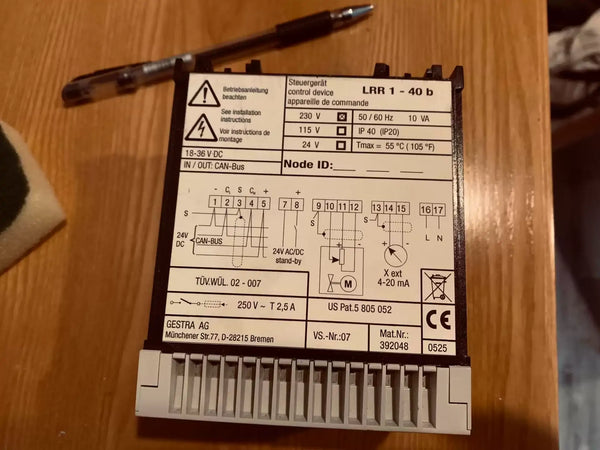 Betriebsanleitung
beachten
See installation
instructions
Voir instructions de
montage
Steuergerät
control device
appareille de commande
LRR 1 - 40 b
230 V
50 / 60 Hz 10 VA
115 V
IP 40 (IP20)
24 V
Tmax = 55 °C ( 105 °F)
18-36 V DC
IN / OUT: CAN-Bus
Node ID: ___ ___ ___
- CL S CH +
1 2 3 4 5
+
7 8
9 10 11 12
13 14 15
16 17
S
S
S
L N
24V
DC
CAN-BUS
24V AC/DC
stand-by
- +
+ -
M
X ext
4-20 mA
TÜV.WÜL. 02 - 007
250 V ~ T 2,5 A
US Pat.5 805 052
GESTRA AG
Münchener Str.77, D-28215 Bremen
VS.-Nr.:07
Mat.Nr.:
392048
CE
0525